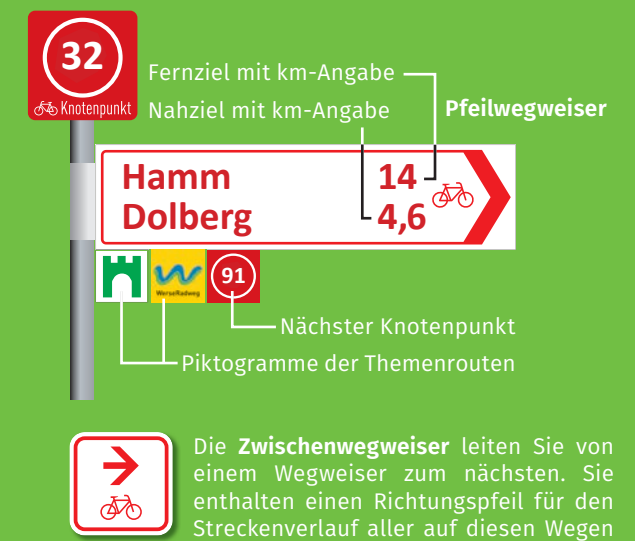 32
Knotenpunkt
Fernziel mit km-Angabe
Nahziel mit km-Angabe
Pfeilwegweiser
Hamm 14
Dolberg 4,6
WerseRadweg
91
Nächster Knotenpunkt
Piktogramme der Themenrouten
Die Zwischenwegweiser leiten Sie von
einem Wegweiser zum nächsten. Sie
enthalten einen Richtungspfeil für den
Streckenverlauf aller auf diesen Wegen